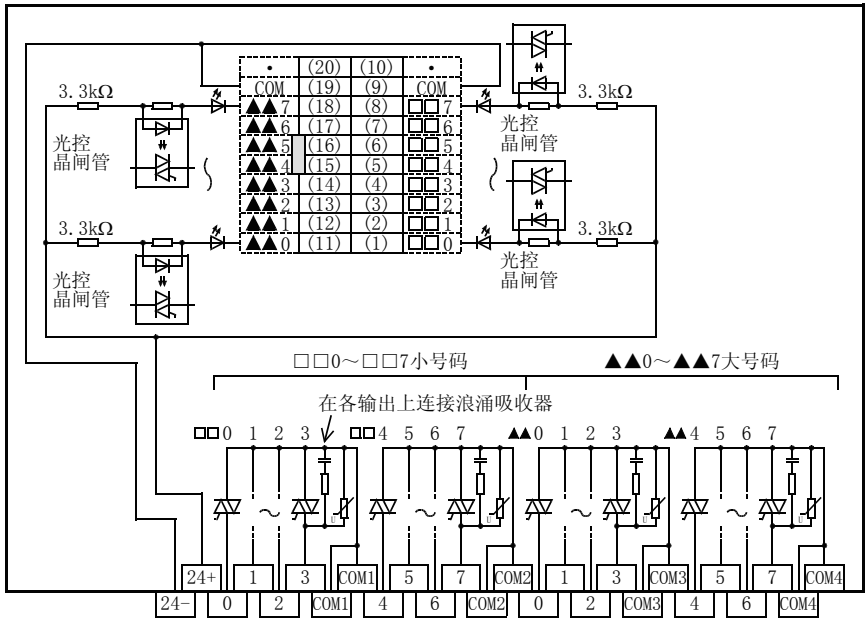 • (20) (10) •
COM (19) (9) COM
▲▲7 (18) (8) □□7
▲▲6 (17) (7) □□6
▲▲5 (16) (6) □□5
▲▲4 (15) (5) □□4
▲▲3 (14) (4) □□3
▲▲2 (13) (3) □□2
▲▲1 (12) (2) □□1
▲▲0 (11) (1) □□0
3.3kΩ
光控
晶闸管
3.3kΩ
光控
晶闸管
3.3kΩ
光控
晶闸管
3.3kΩ
光控
晶闸管
□□0～□□7小号码 ▲▲0～▲▲7大号码
在各输出上连接浪涌吸收器
□□0 1 2 3 □□4 5 6 7 ▲▲0 1 2 3 ▲▲4 5 6 7
～ ～ ～ ～
U U U U
24+ 1 3 COM1 5 7 COM2 1 3 COM3 5 7 COM4
24- 0 2 COM1 4 6 COM2 0 2 COM3 4 6 COM4